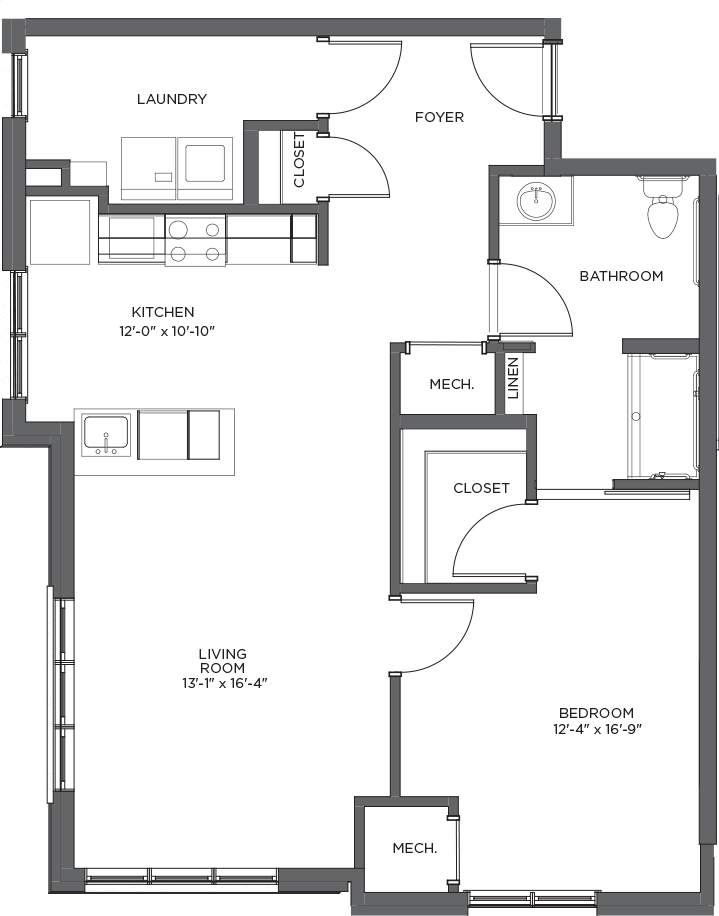 LAUNDRY
FOYER
CLOSET
BATHROOM
KITCHEN
12'-0" x 10'-10"
MECH.
LINEN
CLOSET
LIVING
ROOM
13'-1" x 16'-4"
BEDROOM
12'-4" x 16'-9"
MECH.